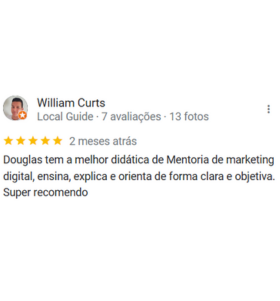 William Curts
Local Guide · 7 avaliações · 13 fotos
2 meses atrás
Douglas tem a melhor didática de Mentoria de marketing
digital, ensina, explica e orienta de forma clara e objetiva.
Super recomendo